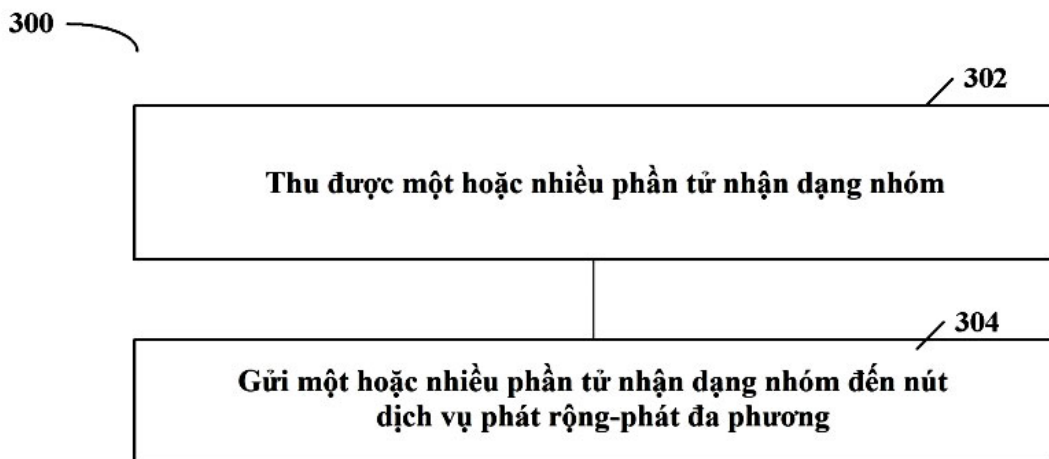 300
302
Thu được một hoặc nhiều phần tử nhận dạng nhóm
304
Gửi một hoặc nhiều phần tử nhận dạng nhóm đến nút
dịch vụ phát rộng-phát đa phương